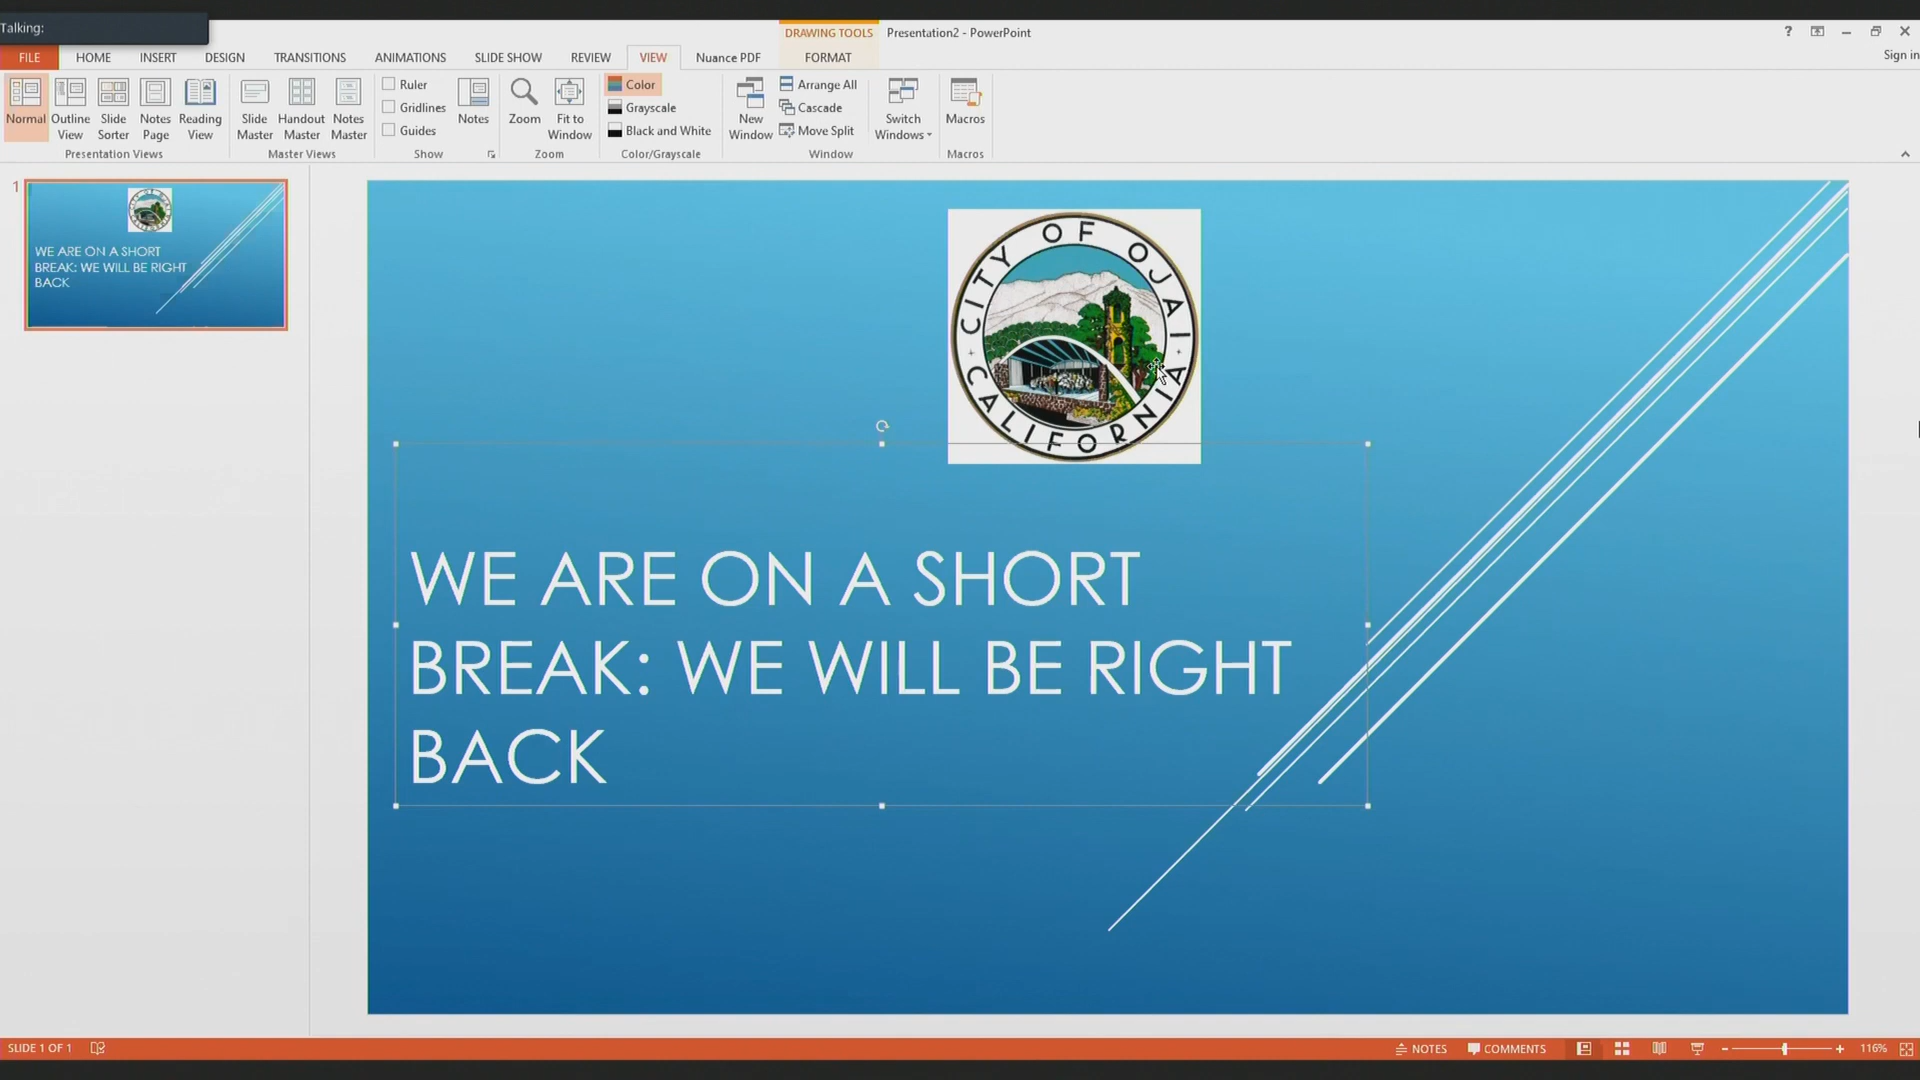 Talking:
DRAWING TOOLS
Presentation2 - PowerPoint
?
Sign in
FILE
HOME
INSERT
DESIGN
TRANSITIONS
ANIMATIONS
SLIDE SHOW
REVIEW
VIEW
Nuance PDF
FORMAT
Normal
Outline View
Slide Sorter
Notes Page
Reading View
Presentation Views
Slide Master
Handout Master
Notes Master
Master Views
Ruler
Gridlines
Guides
Show
Notes
Zoom
Fit to Window
Zoom
Color
Grayscale
Black and White
Color/Grayscale
New Window
Arrange All
Cascade
Move Split
Switch Windows
Window
Macros
Macros
1
WE ARE ON A SHORT
BREAK: WE WILL BE RIGHT
BACK
CITY OF OJAI
CALIFORNIA
WE ARE ON A SHORT
BREAK: WE WILL BE RIGHT
BACK
SLIDE 1 OF 1
NOTES
COMMENTS
116%